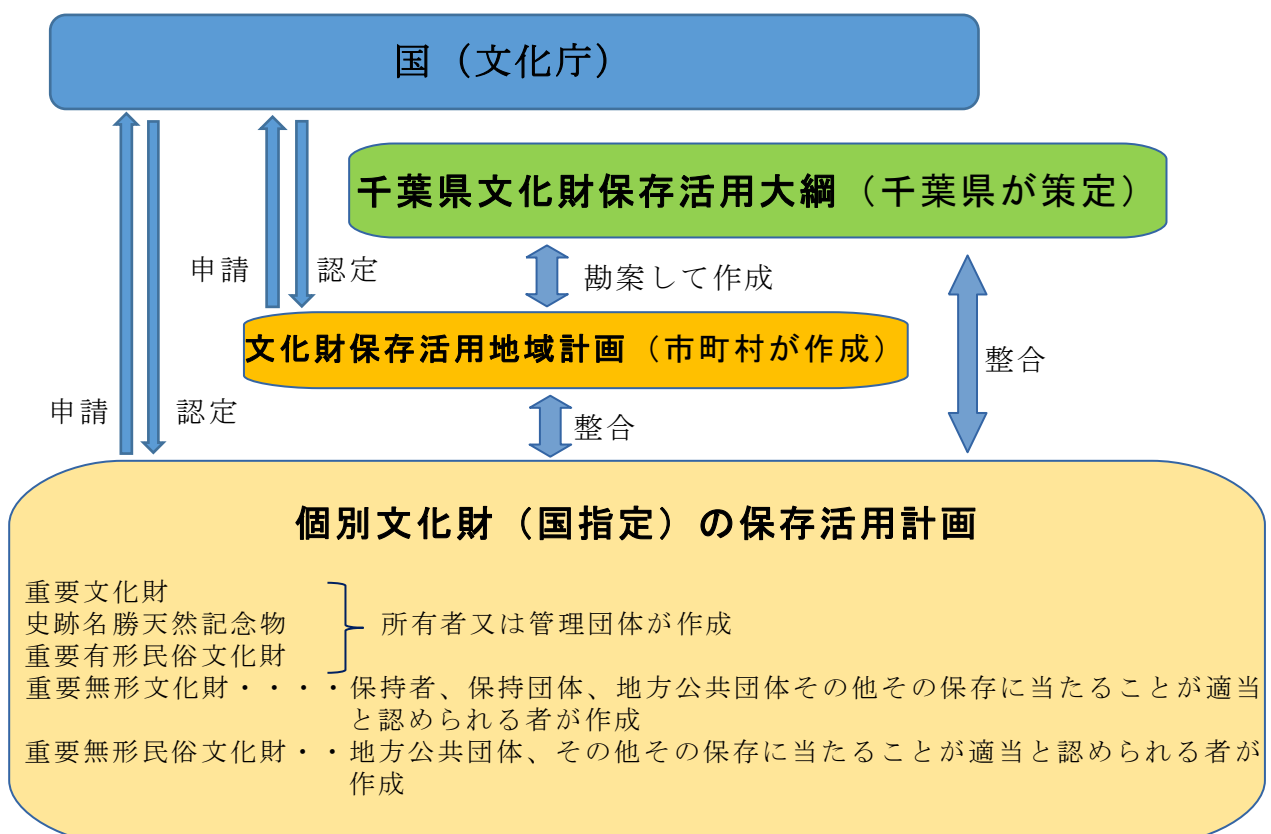 国（文化庁）
千葉県文化財保存活用大綱（千葉県が策定）
申請
認定
勘案して作成
文化財保存活用地域計画（市町村が作成）
整合
申請
認定
整合
個別文化財（国指定）の保存活用計画
重要文化財
史跡名勝天然記念物
所有者又は管理団体が作成
重要有形民俗文化財
重要無形文化財・・・・保持者、保持団体、地方公共団体その他その保存に当たることが適当
と認められる者が作成
重要無形民俗文化財・・地方公共団体、その他その保存に当たることが適当と認められる者が
作成